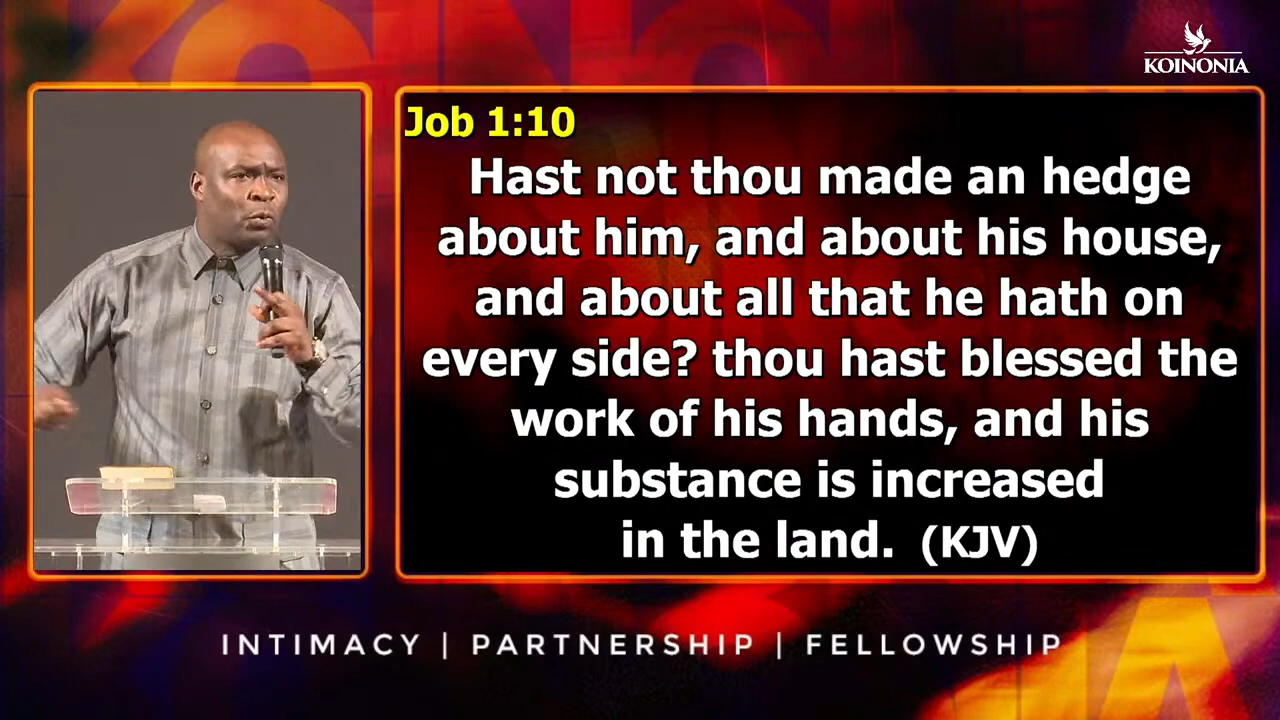 KOINONIA
Job 1:10
Hast not thou made an hedge
about him, and about his house,
and about all that he hath on
every side? thou hast blessed the
work of his hands, and his
substance is increased
in the land. (KJV)
INTIMACY | PARTNERSHIP | FELLOWSHIP